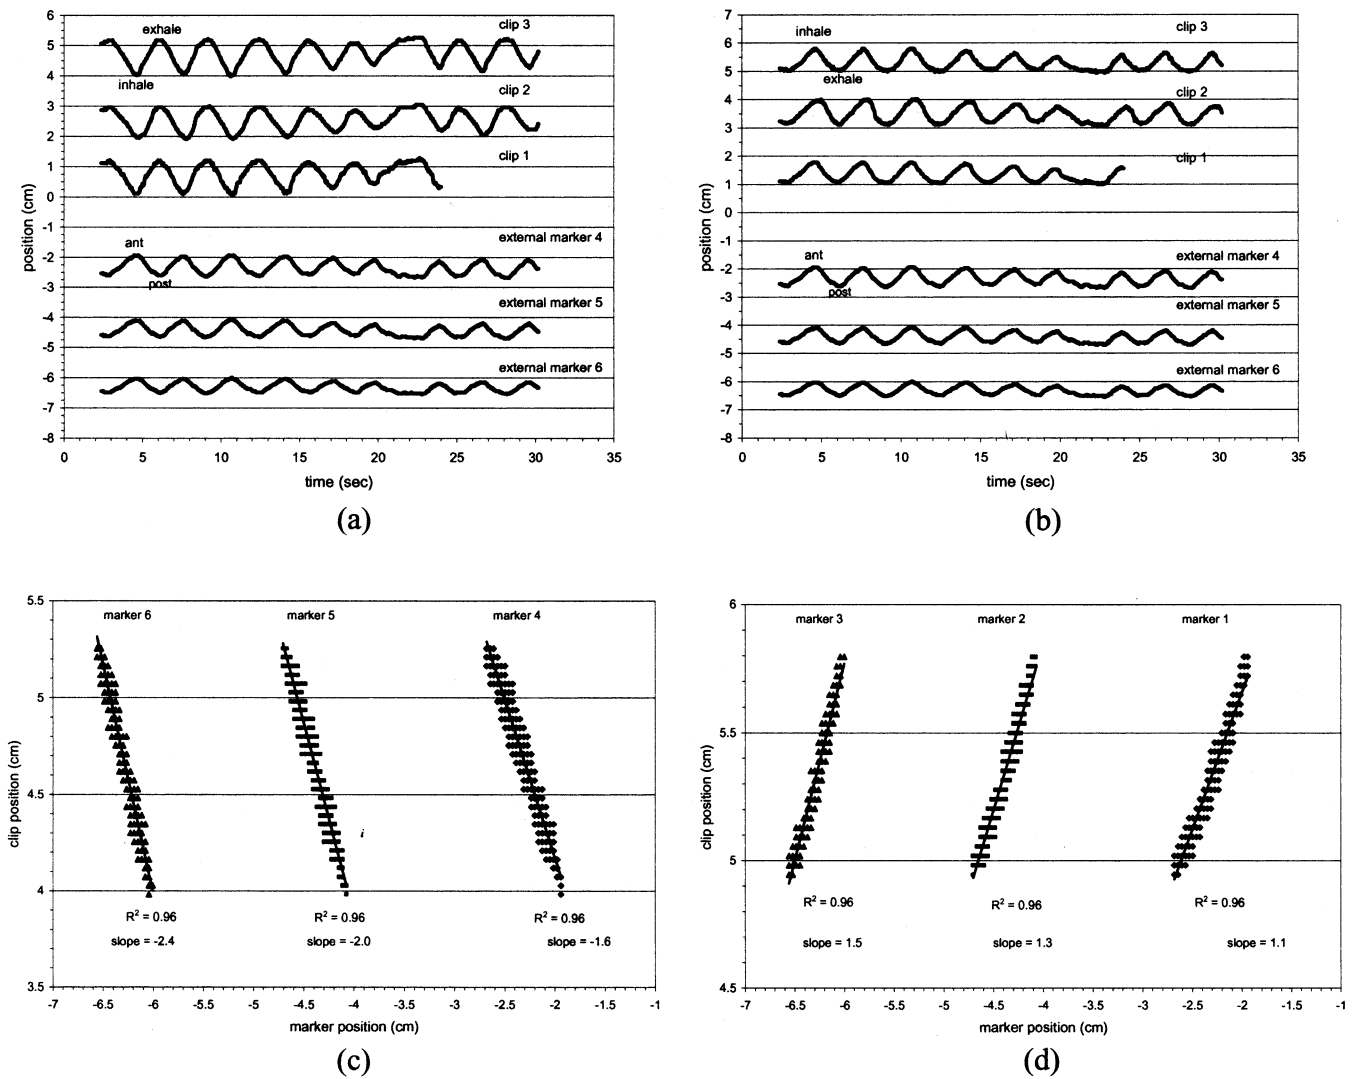 6
5
4
3
2
1
0
-1
-2
-3
-4
-5
-6
-7
-8
position (cm)
exhale
clip 3
inhale
clip 2
clip 1
ant
external marker 4
post
external marker 5
external marker 6
0 5 10 15 20 25 30 35
time (sec)
(a)
7
6
5
4
3
2
1
0
-1
-2
-3
-4
-5
-6
-7
-8
position (cm)
inhale
clip 3
exhale
clip 2
clip 1
ant
external marker 4
post
external marker 5
external marker 6
0 5 10 15 20 25 30 35
time (sec)
(b)
5.5
5
4.5
4
3.5
clip position (cm)
marker 6 marker 5 marker 4
i
R² = 0.96 R² = 0.96 R² = 0.96
slope = -2.4 slope = -2.0 slope = -1.6
-7 -6.5 -6 -5.5 -5 -4.5 -4 -3.5 -3 -2.5 -2 -1.5 -1
marker position (cm)
(c)
6
5.5
5
4.5
clip position (cm)
marker 3 marker 2 marker 1
R² = 0.96 R² = 0.96 R² = 0.96
slope = 1.5 slope = 1.3 slope = 1.1
-7 -6.5 -6 -5.5 -5 -4.5 -4 -3.5 -3 -2.5 -2 -1.5 -1
marker position (cm)
(d)